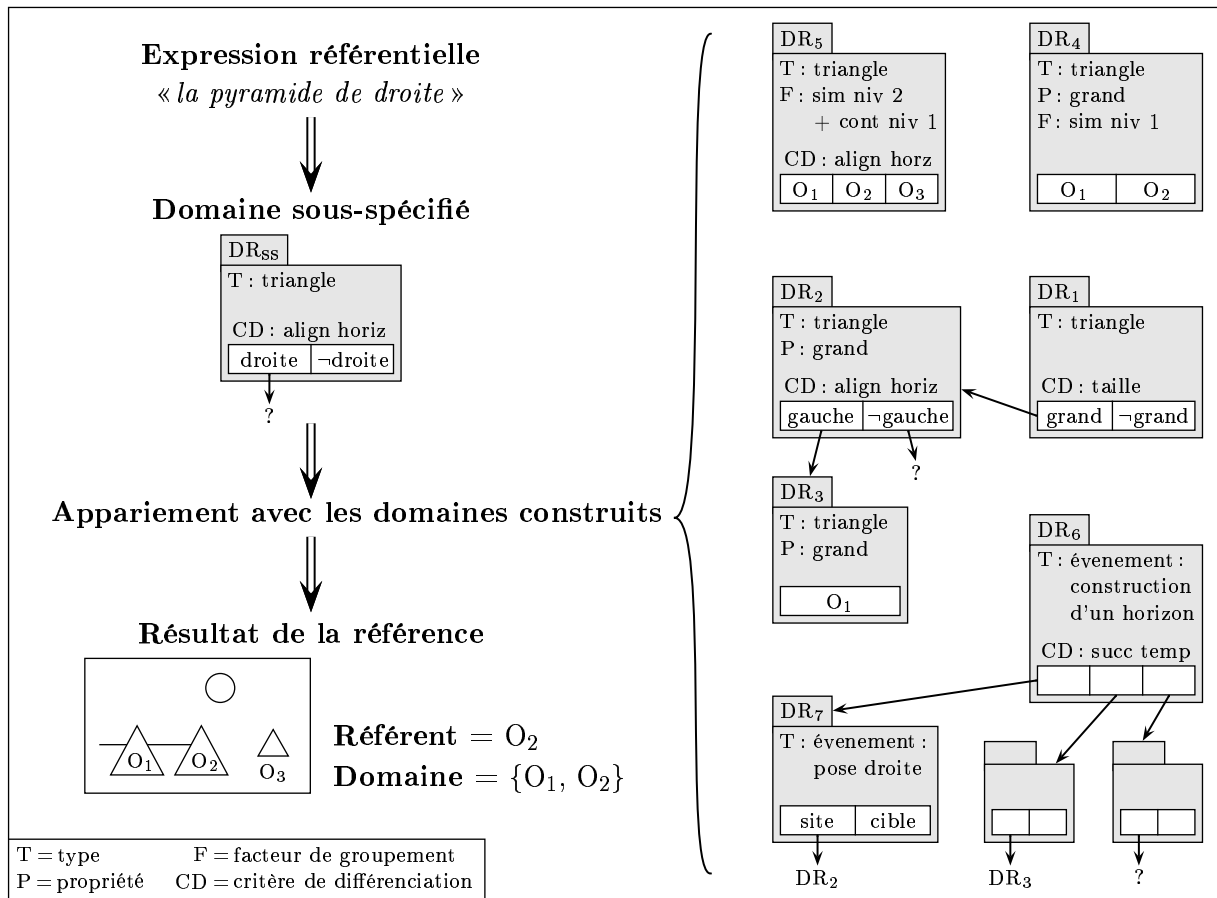 Expression référentielle
« la pyramide de droite »
Domaine sous-spécifié
DRss
T : triangle
CD : align horiz
droite ¬droite
?
Appariement avec les domaines construits
Résultat de la référence
O1 O2 O3
Référent = O2
Domaine = {O1, O2}
T = type F = facteur de groupement
P = propriété CD = critère de différenciation
DR5
T : triangle
F : sim niv 2
+ cont niv 1
CD : align horz
O1 O2 O3
DR4
T : triangle
P : grand
F : sim niv 1
O1 O2
DR2
T : triangle
P : grand
CD : align horiz
gauche ¬gauche
?
DR1
T : triangle
CD : taille
grand ¬grand
DR3
T : triangle
P : grand
O1
DR6
T : évenement :
construction
d'un horizon
CD : succ temp
DR7
T : évenement :
pose droite
site cible
DR2
DR3
?